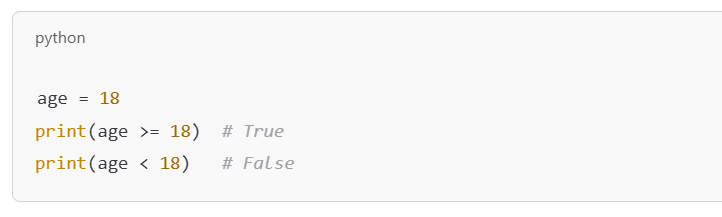 python
age = 18
print(age >= 18)  # True
print(age < 18)   # False